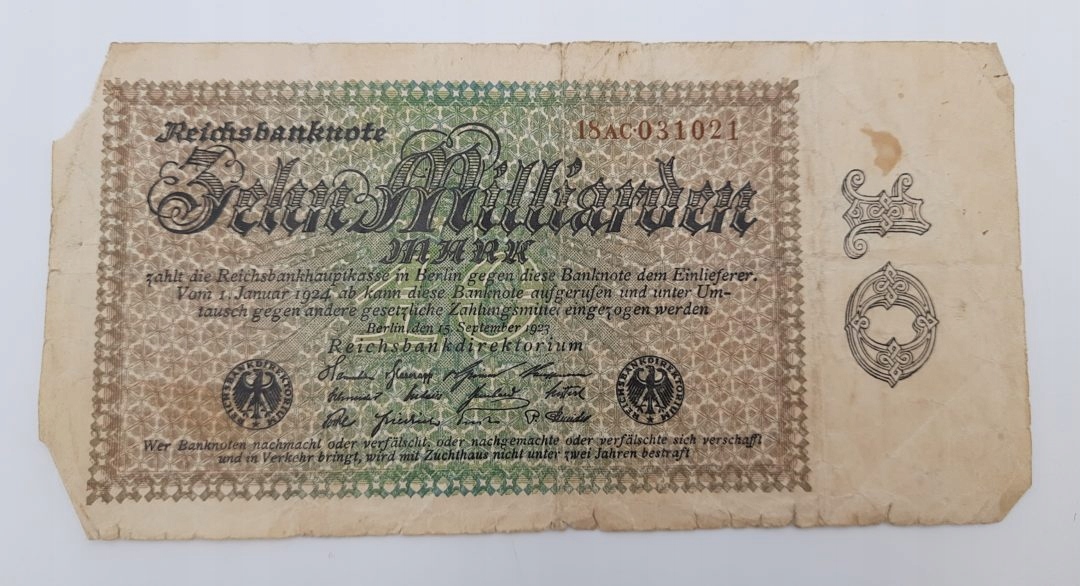 Reichsbanknote
18AC·031021
Zehn Milliarden
MARK
zahlt die Reichsbankhauptkasse in Berlin gegen diese Banknote dem Einlieferer.
Vom 1. Januar 1924 ab kann diese Banknote aufgerufen und unter Um-
tausch gegen andere gesetzliche Zahlungsmittel eingezogen werden
Berlin, den 15. September 1923
Reichsbankdirektorium
REICHSBANKDIREKTORIUM
REICHSBANKDIREKTORIUM
Wer Banknoten nachmacht oder verfälscht, oder nachgemachte oder verfälschte sich verschafft
und in Verkehr bringt, wird mit Zuchthaus nicht unter zwei Jahren bestraft
10